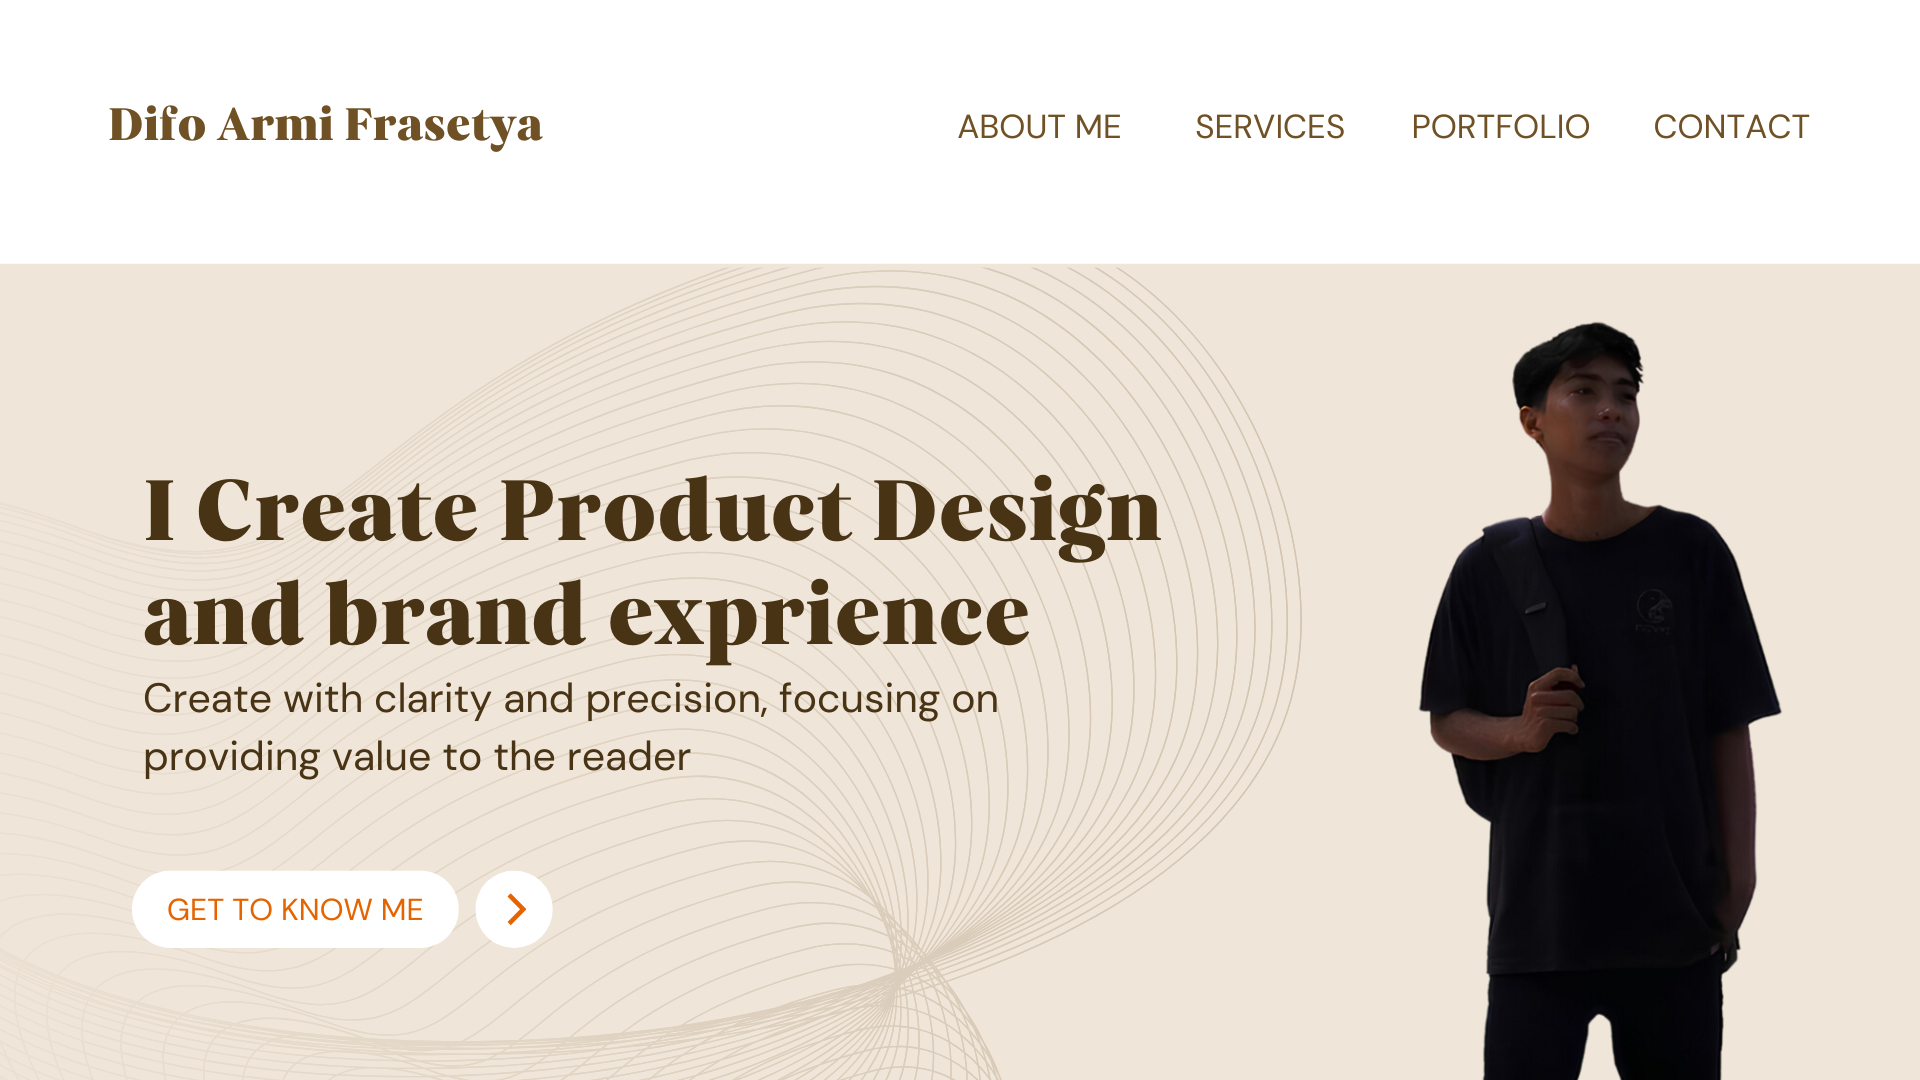 Difo Armi Frasetya
ABOUT ME
SERVICES
PORTFOLIO
CONTACT
I Create Product Design
and brand exprience
Create with clarity and precision, focusing on
providing value to the reader
GET TO KNOW ME